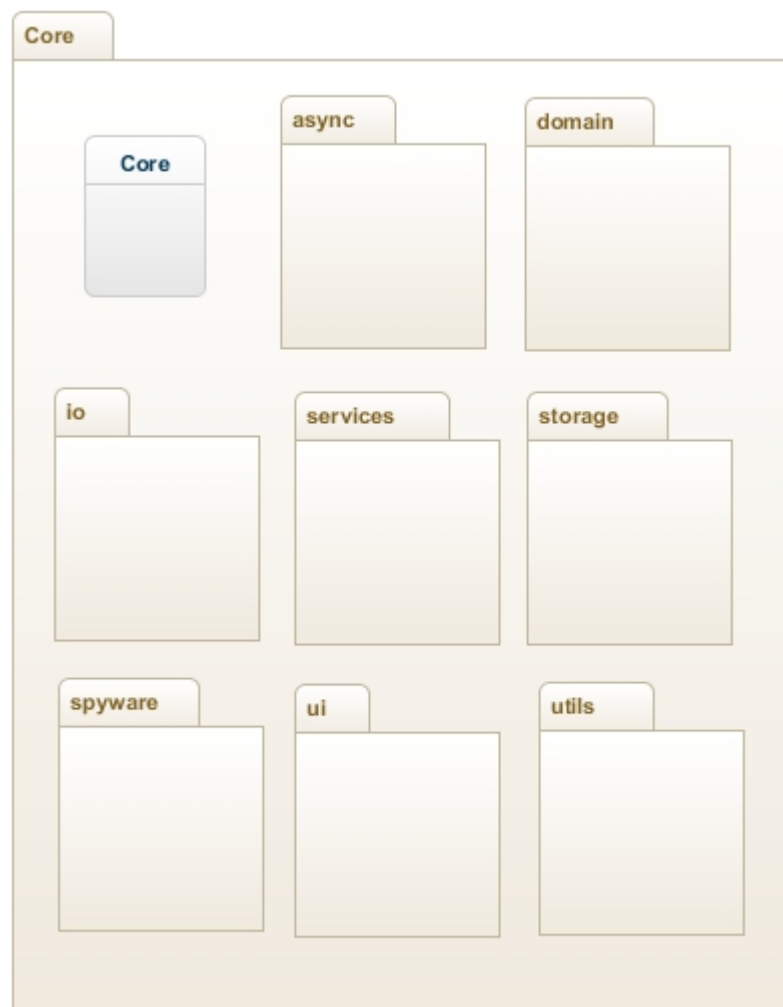 Core
Core
async
domain
io
services
storage
spyware
ui
utils